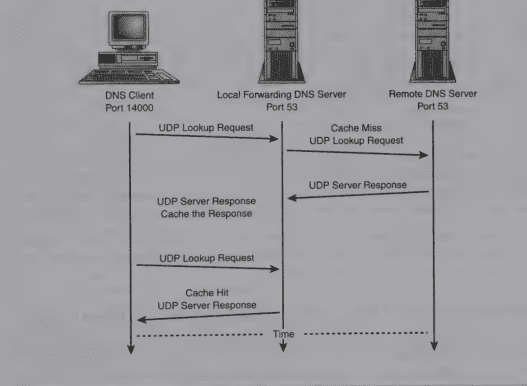 DNS Client
Port 14000
Local Forwarding DNS Server
Port 53
Remote DNS Server
Port 53
UDP Lookup Request
Cache Miss
UDP Lookup Request
UDP Server Response
UDP Server Response
Cache the Response
UDP Lookup Request
Cache Hit
UDP Server Response
Time